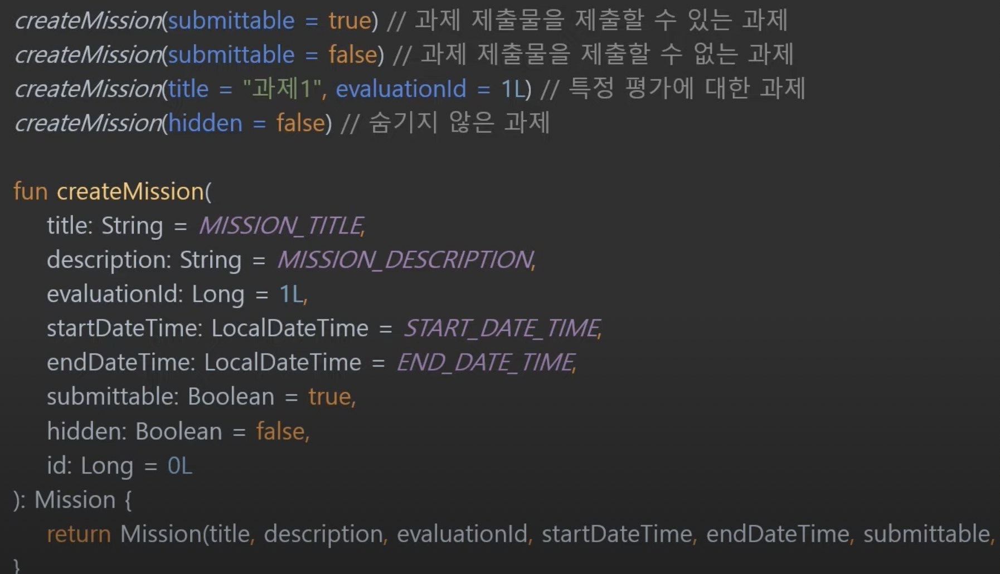 createMission(submittable = true) // 과제 제출물을 제출할 수 있는 과제
createMission(submittable = false) // 과제 제출물을 제출할 수 없는 과제
createMission(title = "과제1", evaluationId = 1L) // 특정 평가에 대한 과제
createMission(hidden = false) // 숨기지 않은 과제
fun createMission(
title: String = MISSION_TITLE,
description: String = MISSION_DESCRIPTION,
evaluationId: Long = 1L,
startDateTime: LocalDateTime = START_DATE_TIME,
endDateTime: LocalDateTime = END_DATE_TIME,
submittable: Boolean = true,
hidden: Boolean = false,
id: Long = 0L
): Mission {
return Mission(title, description, evaluationId, startDateTime, endDateTime, submittable,
}